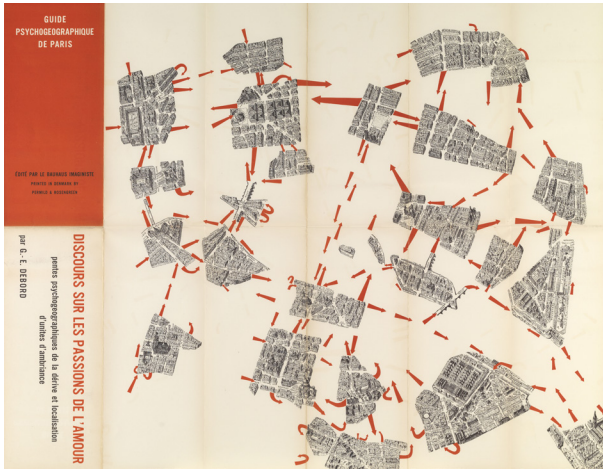 GUIDE
PSYCHOGEOGRAPHIQUE
DE PARIS
ÉDITÉ PAR LE BAUHAUS IMAGINISTE
PRINTED IN DENMARK BY
PERMILD & ROSENGREEN
DISCOURS SUR LES PASSIONS DE L'AMOUR
pentes psychogeographiques de la dérive et localisation
d'unites d'ambiance
par G.-E. DEBORD